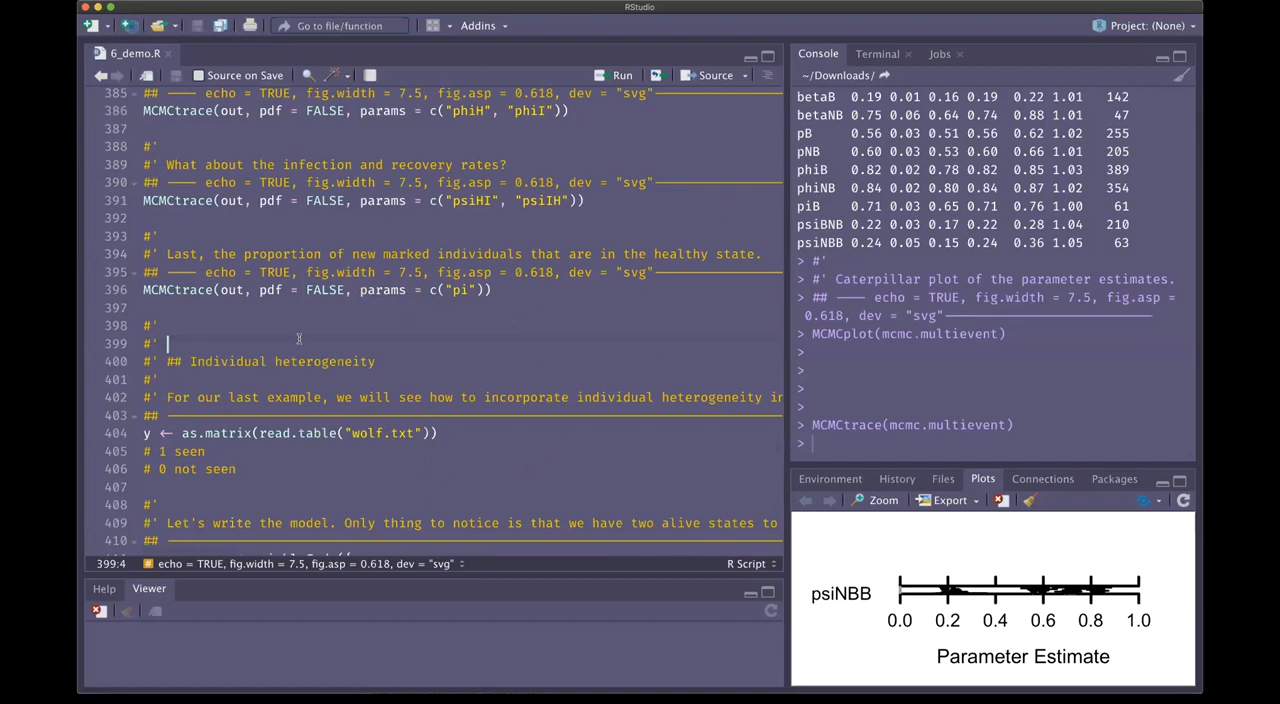 RStudio
Go to file/function
Addins
Project: (None)
6_demo.R
Source on Save
Run
Source
385 ## —— echo = TRUE, fig.width = 7.5, fig.asp = 0.618, dev = "svg"
386 MCMCtrace(out, pdf = FALSE, params = c("phiH", "phiI"))
387
388 #'
389 #' What about the infection and recovery rates?
390 ## —— echo = TRUE, fig.width = 7.5, fig.asp = 0.618, dev = "svg"
391 MCMCtrace(out, pdf = FALSE, params = c("psiHI", "psiIH"))
392
393 #'
394 #' Last, the proportion of new marked individuals that are in the healthy state.
395 ## —— echo = TRUE, fig.width = 7.5, fig.asp = 0.618, dev = "svg"
396 MCMCtrace(out, pdf = FALSE, params = c("pi"))
397
398 #'
399 #'
400 #' ## Individual heterogeneity
401 #'
402 #' For our last example, we will see how to incorporate individual heterogeneity in
403 ##
404 y ← as.matrix(read.table("wolf.txt"))
405 # 1 seen
406 # 0 not seen
407
408 #'
409 #' Let's write the model. Only thing to notice is that we have two alive states to
410 ##
399:4 echo = TRUE, fig.width = 7.5, fig.asp = 0.618, dev = "svg" R Script
Help Viewer
Console Terminal Jobs
~/Downloads/
betaB 0.19 0.01 0.16 0.19 0.22 1.01 142
betaNB 0.75 0.06 0.64 0.74 0.88 1.01 47
pB 0.56 0.03 0.51 0.56 0.62 1.02 255
pNB 0.60 0.03 0.53 0.60 0.66 1.01 205
phiB 0.82 0.02 0.78 0.82 0.85 1.03 389
phiNB 0.84 0.02 0.80 0.84 0.87 1.02 354
piB 0.71 0.03 0.65 0.71 0.76 1.00 61
psiBNB 0.22 0.03 0.17 0.22 0.28 1.04 210
psiNBB 0.24 0.05 0.15 0.24 0.36 1.05 63
> #'
> #' Caterpillar plot of the parameter estimates.
> ## —— echo = TRUE, fig.width = 7.5, fig.asp =
0.618, dev = "svg"
> MCMCplot(mcmc.multievent)
>
>
>
>
> MCMCtrace(mcmc.multievent)
>
Environment History Files Plots Connections Packages
Zoom Export
psiNBB
0.0 0.2 0.4 0.6 0.8 1.0
Parameter Estimate